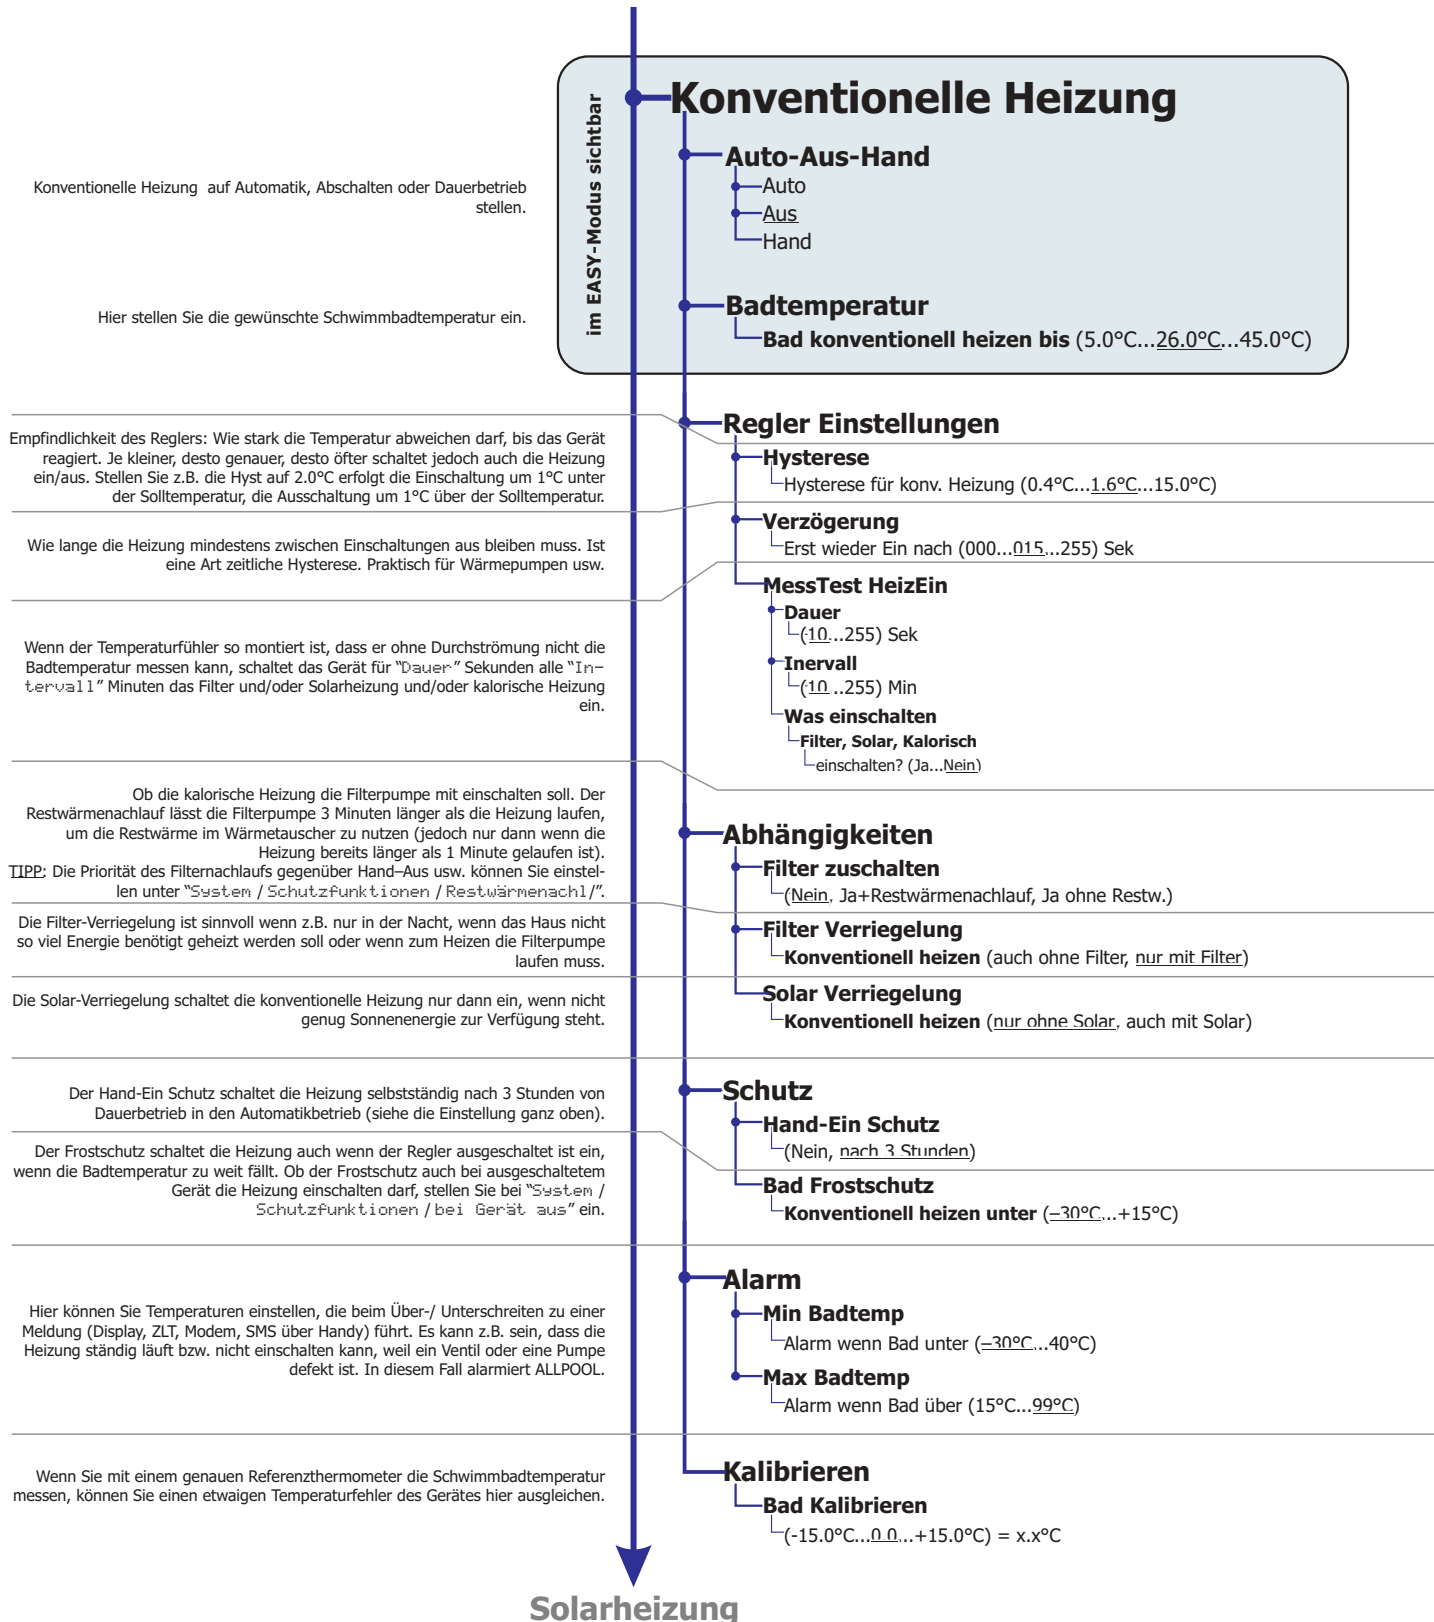 im EASY-Modus sichtbar
Konventionelle Heizung
Auto-Aus-Hand
Auto
Aus
Hand
Konventionelle Heizung auf Automatik, Abschalten oder Dauerbetrieb
stellen.
Badtemperatur
Bad konventionell heizen bis (5.0°C...26.0°C...45.0°C)
Hier stellen Sie die gewünschte Schwimmbadtemperatur ein.
Regler Einstellungen
Hysterese
Hysterese für konv. Heizung (0.4°C...1.6°C...15.0°C)
Empfindlichkeit des Reglers: Wie stark die Temperatur abweichen darf, bis das Gerät
reagiert. Je kleiner, desto genauer, desto öfter schaltet jedoch auch die Heizung
ein/aus. Stellen Sie z.B. die Hyst auf 2.0°C erfolgt die Einschaltung um 1°C unter
der Solltemperatur, die Ausschaltung um 1°C über der Solltemperatur.
Verzögerung
Erst wieder Ein nach (000...015...255) Sek
Wie lange die Heizung mindestens zwischen Einschaltungen aus bleiben muss. Ist
eine Art zeitliche Hysterese. Praktisch für Wärmepumpen usw.
MessTest HeizEin
Dauer
(10...255) Sek
Inervall
(10...255) Min
Was einschalten
Filter, Solar, Kalorisch
einschalten? (Ja...Nein)
Wenn der Temperaturfühler so montiert ist, dass er ohne Durchströmung nicht die
Badtemperatur messen kann, schaltet das Gerät für “Dauer” Sekunden alle “In-
tervall” Minuten das Filter und/oder Solarheizung und/oder kalorische Heizung
ein.
Abhängigkeiten
Filter zuschalten
(Nein, Ja+Restwärmenachlauf, Ja ohne Restw.)
Ob die kalorische Heizung die Filterpumpe mit einschalten soll. Der
Restwärmenachlauf lässt die Filterpumpe 3 Minuten länger als die Heizung laufen,
um die Restwärme im Wärmetauscher zu nutzen (jedoch nur dann wenn die
Heizung bereits länger als 1 Minute gelaufen ist).
TIPP: Die Priorität des Filternachlaufs gegenüber Hand–Aus usw. können Sie einstel-
len unter “System / Schutzfunktionen / Restwärmenachl/”.
Filter Verriegelung
Konventionell heizen (auch ohne Filter, nur mit Filter)
Die Filter-Verriegelung ist sinnvoll wenn z.B. nur in der Nacht, wenn das Haus nicht
so viel Energie benötigt geheizt werden soll oder wenn zum Heizen die Filterpumpe
laufen muss.
Solar Verriegelung
Konventionell heizen (nur ohne Solar, auch mit Solar)
Die Solar-Verriegelung schaltet die konventionelle Heizung nur dann ein, wenn nicht
genug Sonnenenergie zur Verfügung steht.
Schutz
Hand-Ein Schutz
(Nein, nach 3 Stunden)
Der Hand-Ein Schutz schaltet die Heizung selbstständig nach 3 Stunden von
Dauerbetrieb in den Automatikbetrieb (siehe die Einstellung ganz oben).
Bad Frostschutz
Konventionell heizen unter (–30°C...+15°C)
Der Frostschutz schaltet die Heizung auch wenn der Regler ausgeschaltet ist ein,
wenn die Badtemperatur zu weit fällt. Ob der Frostschutz auch bei ausgeschaltetem
Gerät die Heizung einschalten darf, stellen Sie bei “System /
Schutzfunktionen / bei Gerät aus” ein.
Alarm
Min Badtemp
Alarm wenn Bad unter (–30°C...40°C)
Max Badtemp
Alarm wenn Bad über (15°C...99°C)
Hier können Sie Temperaturen einstellen, die beim Über-/ Unterschreiten zu einer
Meldung (Display, ZLT, Modem, SMS über Handy) führt. Es kann z.B. sein, dass die
Heizung ständig läuft bzw. nicht einschalten kann, weil ein Ventil oder eine Pumpe
defekt ist. In diesem Fall alarmiert ALLPOOL.
Kalibrieren
Bad Kalibrieren
(-15.0°C...0.0...+15.0°C) = x.x°C
Wenn Sie mit einem genauen Referenzthermometer die Schwimmbadtemperatur
messen, können Sie einen etwaigen Temperaturfehler des Gerätes hier ausgleichen.
Solarheizung